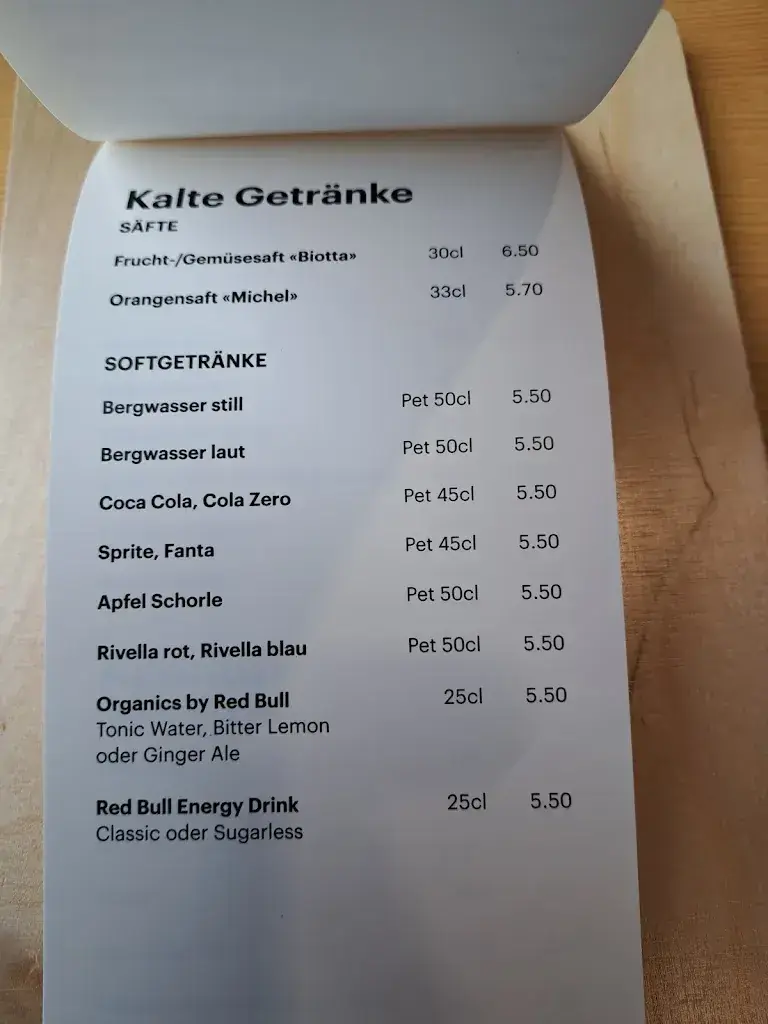 Kalte Getränke
SÄFTE
Frucht-/Gemüsesaft «Biotta» 30cl 6.50
Orangensaft «Michel» 33cl 5.70
SOFTGETRÄNKE
Bergwasser still Pet 50cl 5.50
Bergwasser laut Pet 50cl 5.50
Coca Cola, Cola Zero Pet 45cl 5.50
Sprite, Fanta Pet 45cl 5.50
Apfel Schorle Pet 50cl 5.50
Rivella rot, Rivella blau Pet 50cl 5.50
Organics by Red Bull 25cl 5.50
Tonic Water, Bitter Lemon
oder Ginger Ale
Red Bull Energy Drink 25cl 5.50
Classic oder Sugarless